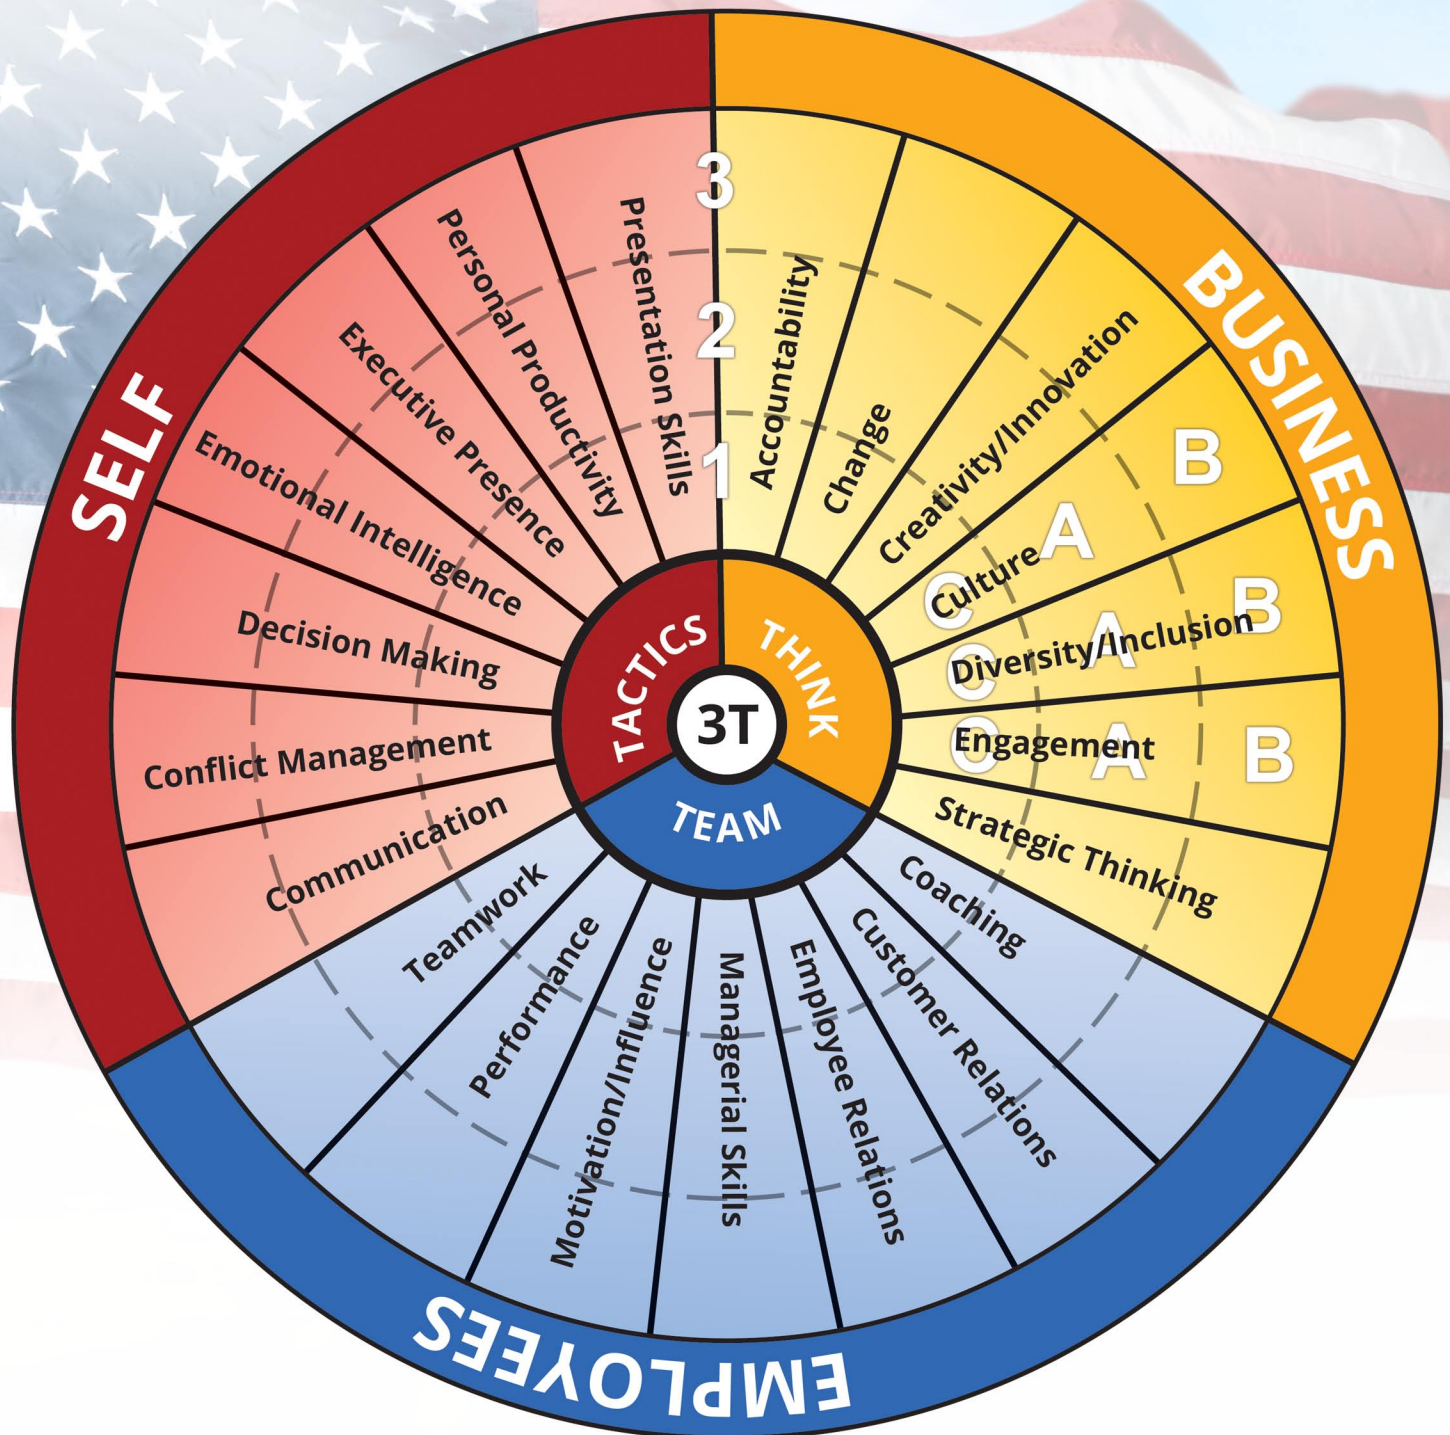 SELF
BUSINESS
EMPLOYEES
TACTICS
THINK
TEAM
3T
3
2
1
Accountability
Change
Creativity/Innovation
Culture
C
A
B
Diversity/Inclusion
C
A
B
Engagement
C
A
B
Strategic Thinking
Coaching
Customer Relations
Employee Relations
Managerial Skills
Motivation/Influence
Performance
Teamwork
Communication
Conflict Management
Decision Making
Emotional Intelligence
Executive Presence
Personal Productivity
Presentation Skills